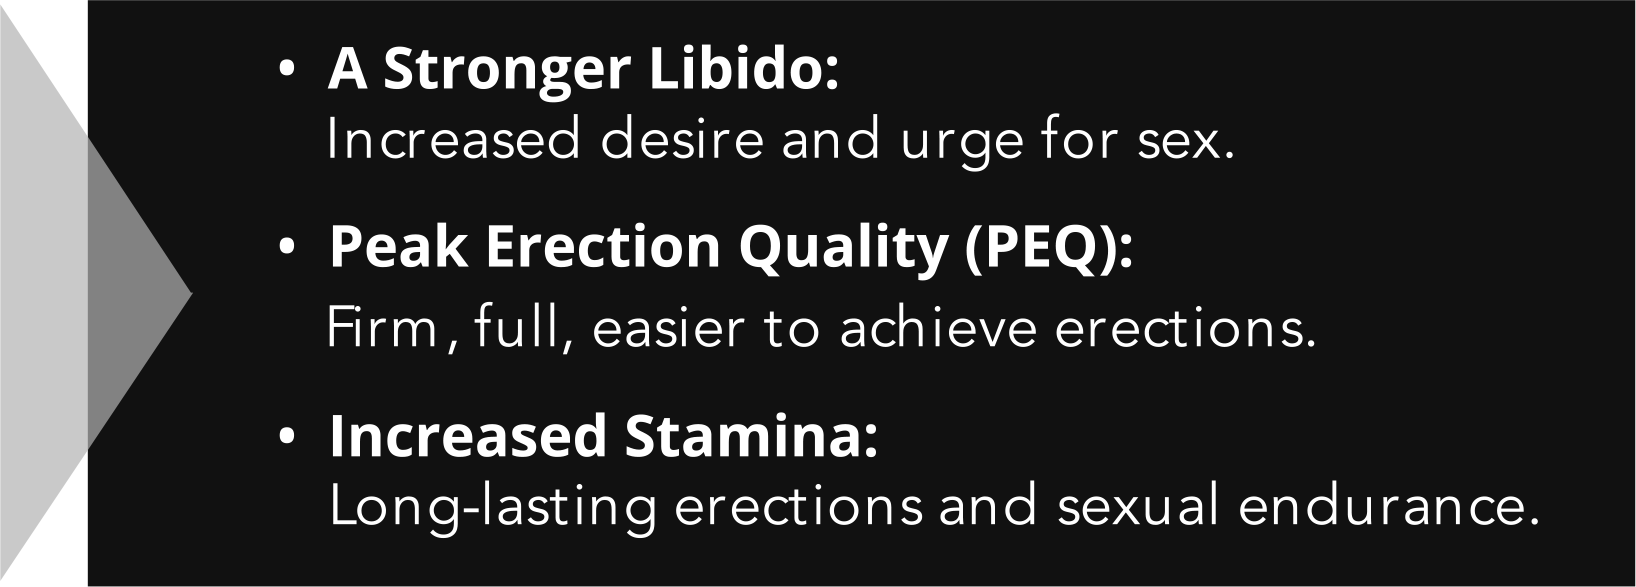 • A Stronger Libido:
Increased desire and urge for sex.
• Peak Erection Quality (PEQ):
Firm, full, easier to achieve erections.
• Increased Stamina:
Long-lasting erections and sexual endurance.